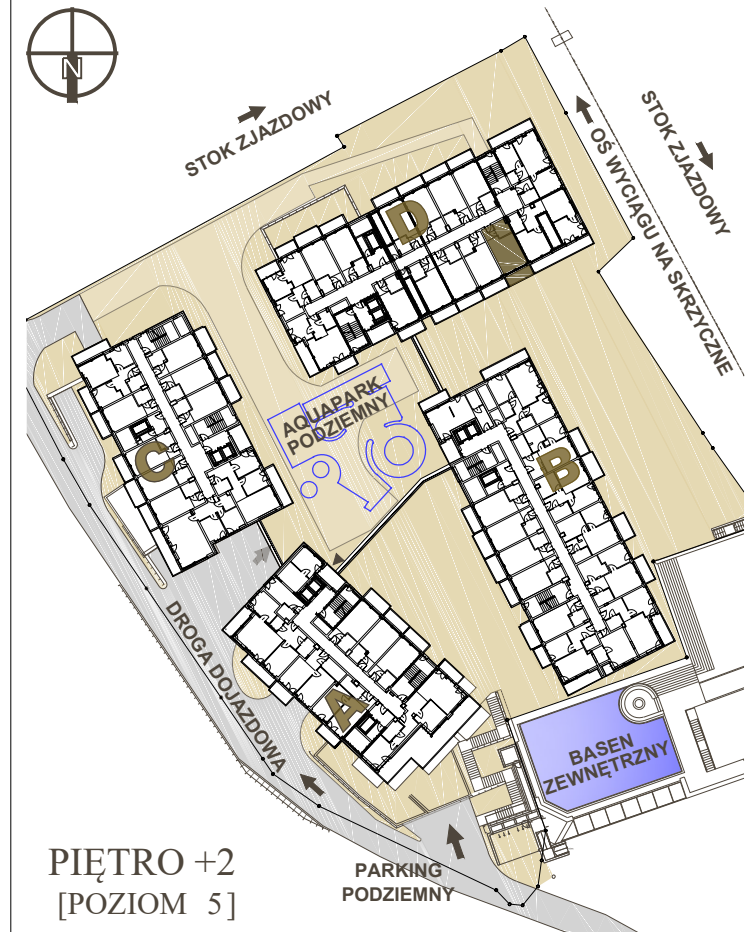 N
STOK ZJAZDOWY
STOK ZJAZDOWY
OŚ WYCIĄGU NA SKRZYCZNE
D
AQUAPARK
PODZIEMNY
C
B
DROGA DOJAZDOWA
A
BASEN
ZEWNĘTRZNY
PIĘTRO +2
[POZIOM 5]
PARKING
PODZIEMNY